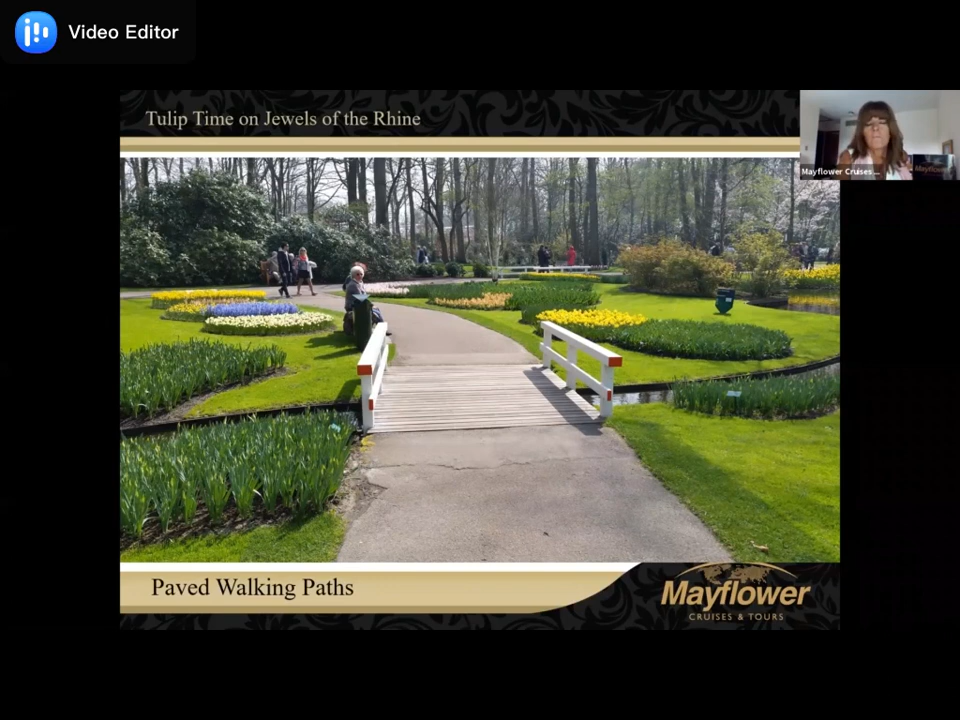 Video Editor
Tulip Time on Jewels of the Rhine
Mayflower Cruises ...
Paved Walking Paths
Mayflower
CRUISES & TOURS